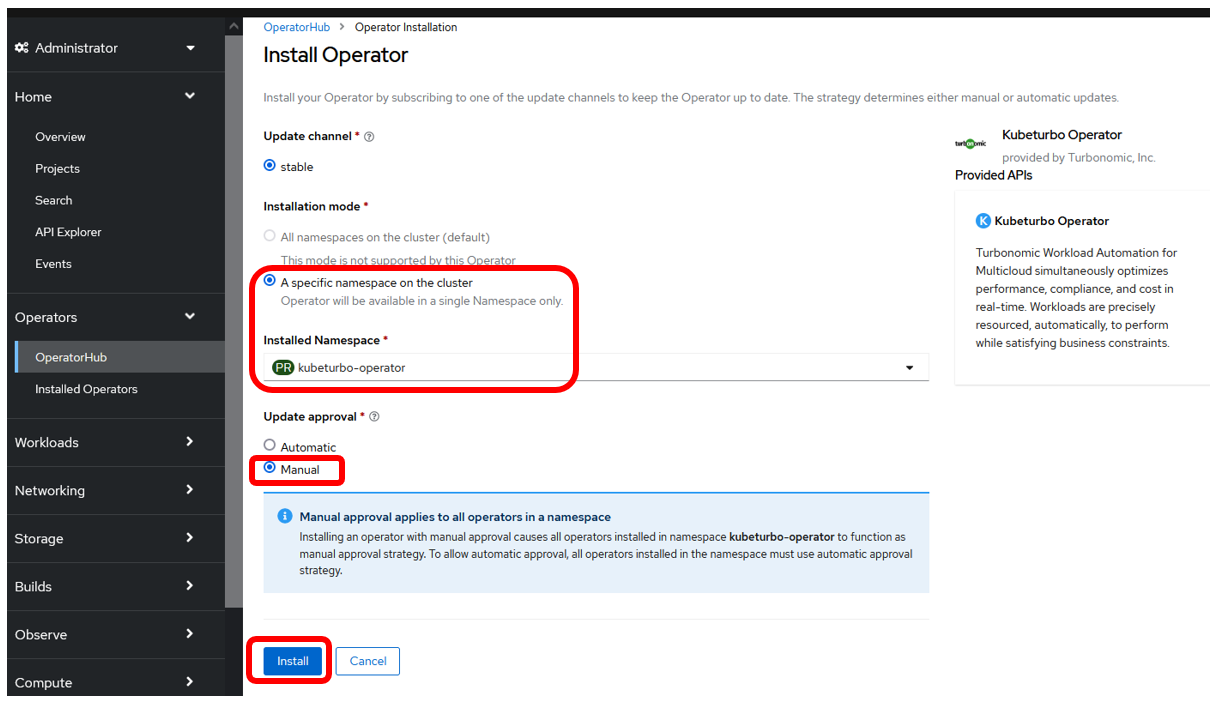 Administrator
Home
Overview
Projects
Search
API Explorer
Events
Operators
OperatorHub
Installed Operators
Workloads
Networking
Storage
Builds
Observe
Compute
OperatorHub > Operator Installation
Install Operator
Install your Operator by subscribing to one of the update channels to keep the Operator up to date. The strategy determines either manual or automatic updates.
Update channel *
stable
Installation mode *
All namespaces on the cluster (default)
This mode is not supported by this Operator
A specific namespace on the cluster
Operator will be available in a single Namespace only.
Installed Namespace *
PR kubeturbo-operator
Update approval *
Automatic
Manual
Manual approval applies to all operators in a namespace
Installing an operator with manual approval causes all operators installed in namespace kubeturbo-operator to function as
manual approval strategy. To allow automatic approval, all operators installed in the namespace must use automatic approval
strategy.
Install
Cancel
turbonomic
Kubeturbo Operator
provided by Turbonomic, Inc.
Provided APIs
K Kubeturbo Operator
Turbonomic Workload Automation for
Multicloud simultaneously optimizes
performance, compliance, and cost in
real-time. Workloads are precisely
resourced, automatically, to perform
while satisfying business constraints.